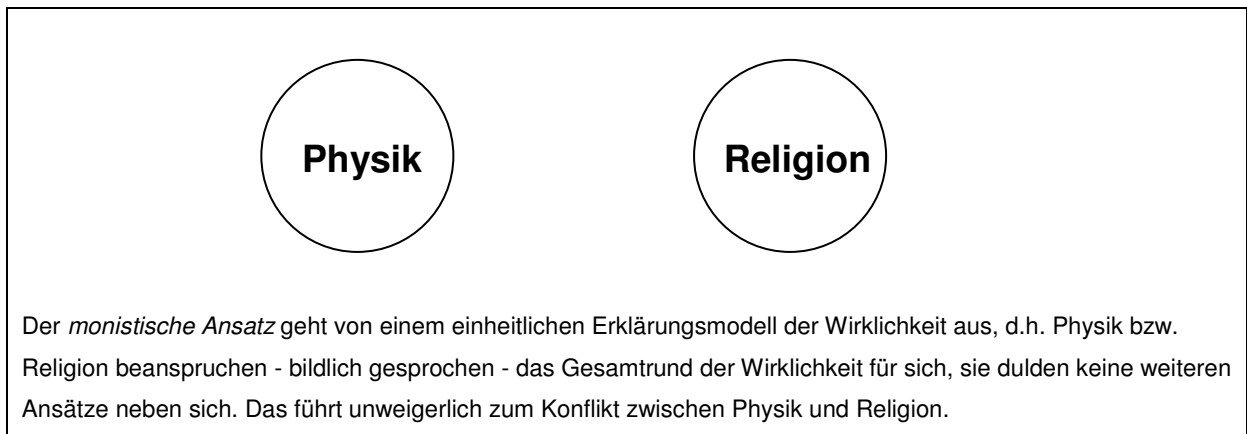 Physik Religion
Der monistische Ansatz geht von einem einheitlichen Erklärungsmodell der Wirklichkeit aus, d.h. Physik bzw.
Religion beanspruchen - bildlich gesprochen - das Gesamtrund der Wirklichkeit für sich, sie dulden keine weiteren
Ansätze neben sich. Das führt unweigerlich zum Konflikt zwischen Physik und Religion.